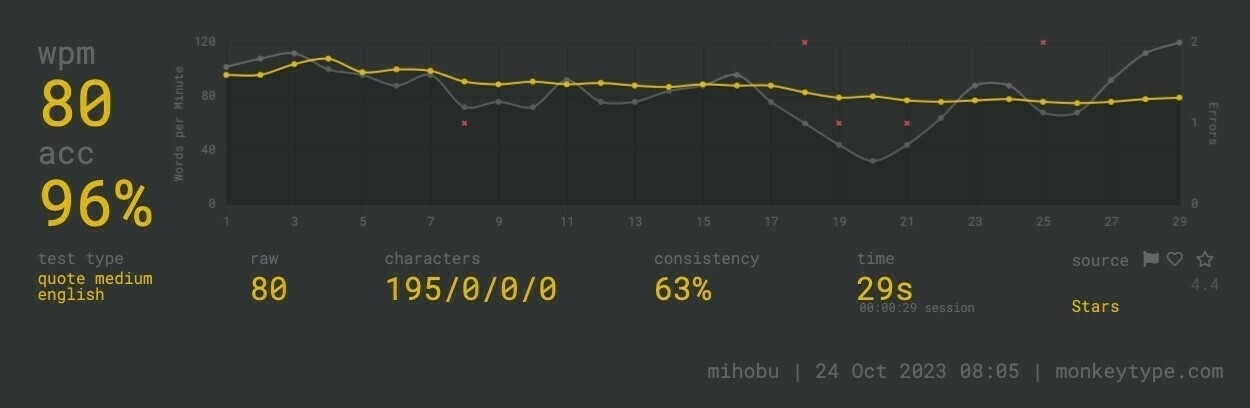 wpm
80
acc
96%
Words per Minute
120
80
40
0
2
1
0
Errors
1 3 5 7 9 11 13 15 17 19 21 23 25 27 29
test type
quote medium
english
raw
80
characters
195/0/0/0
consistency
63%
time
29s
00:00:29 session
source
4.4
Stars
mihobu | 24 Oct 2023 08:05 | monkeytype.com